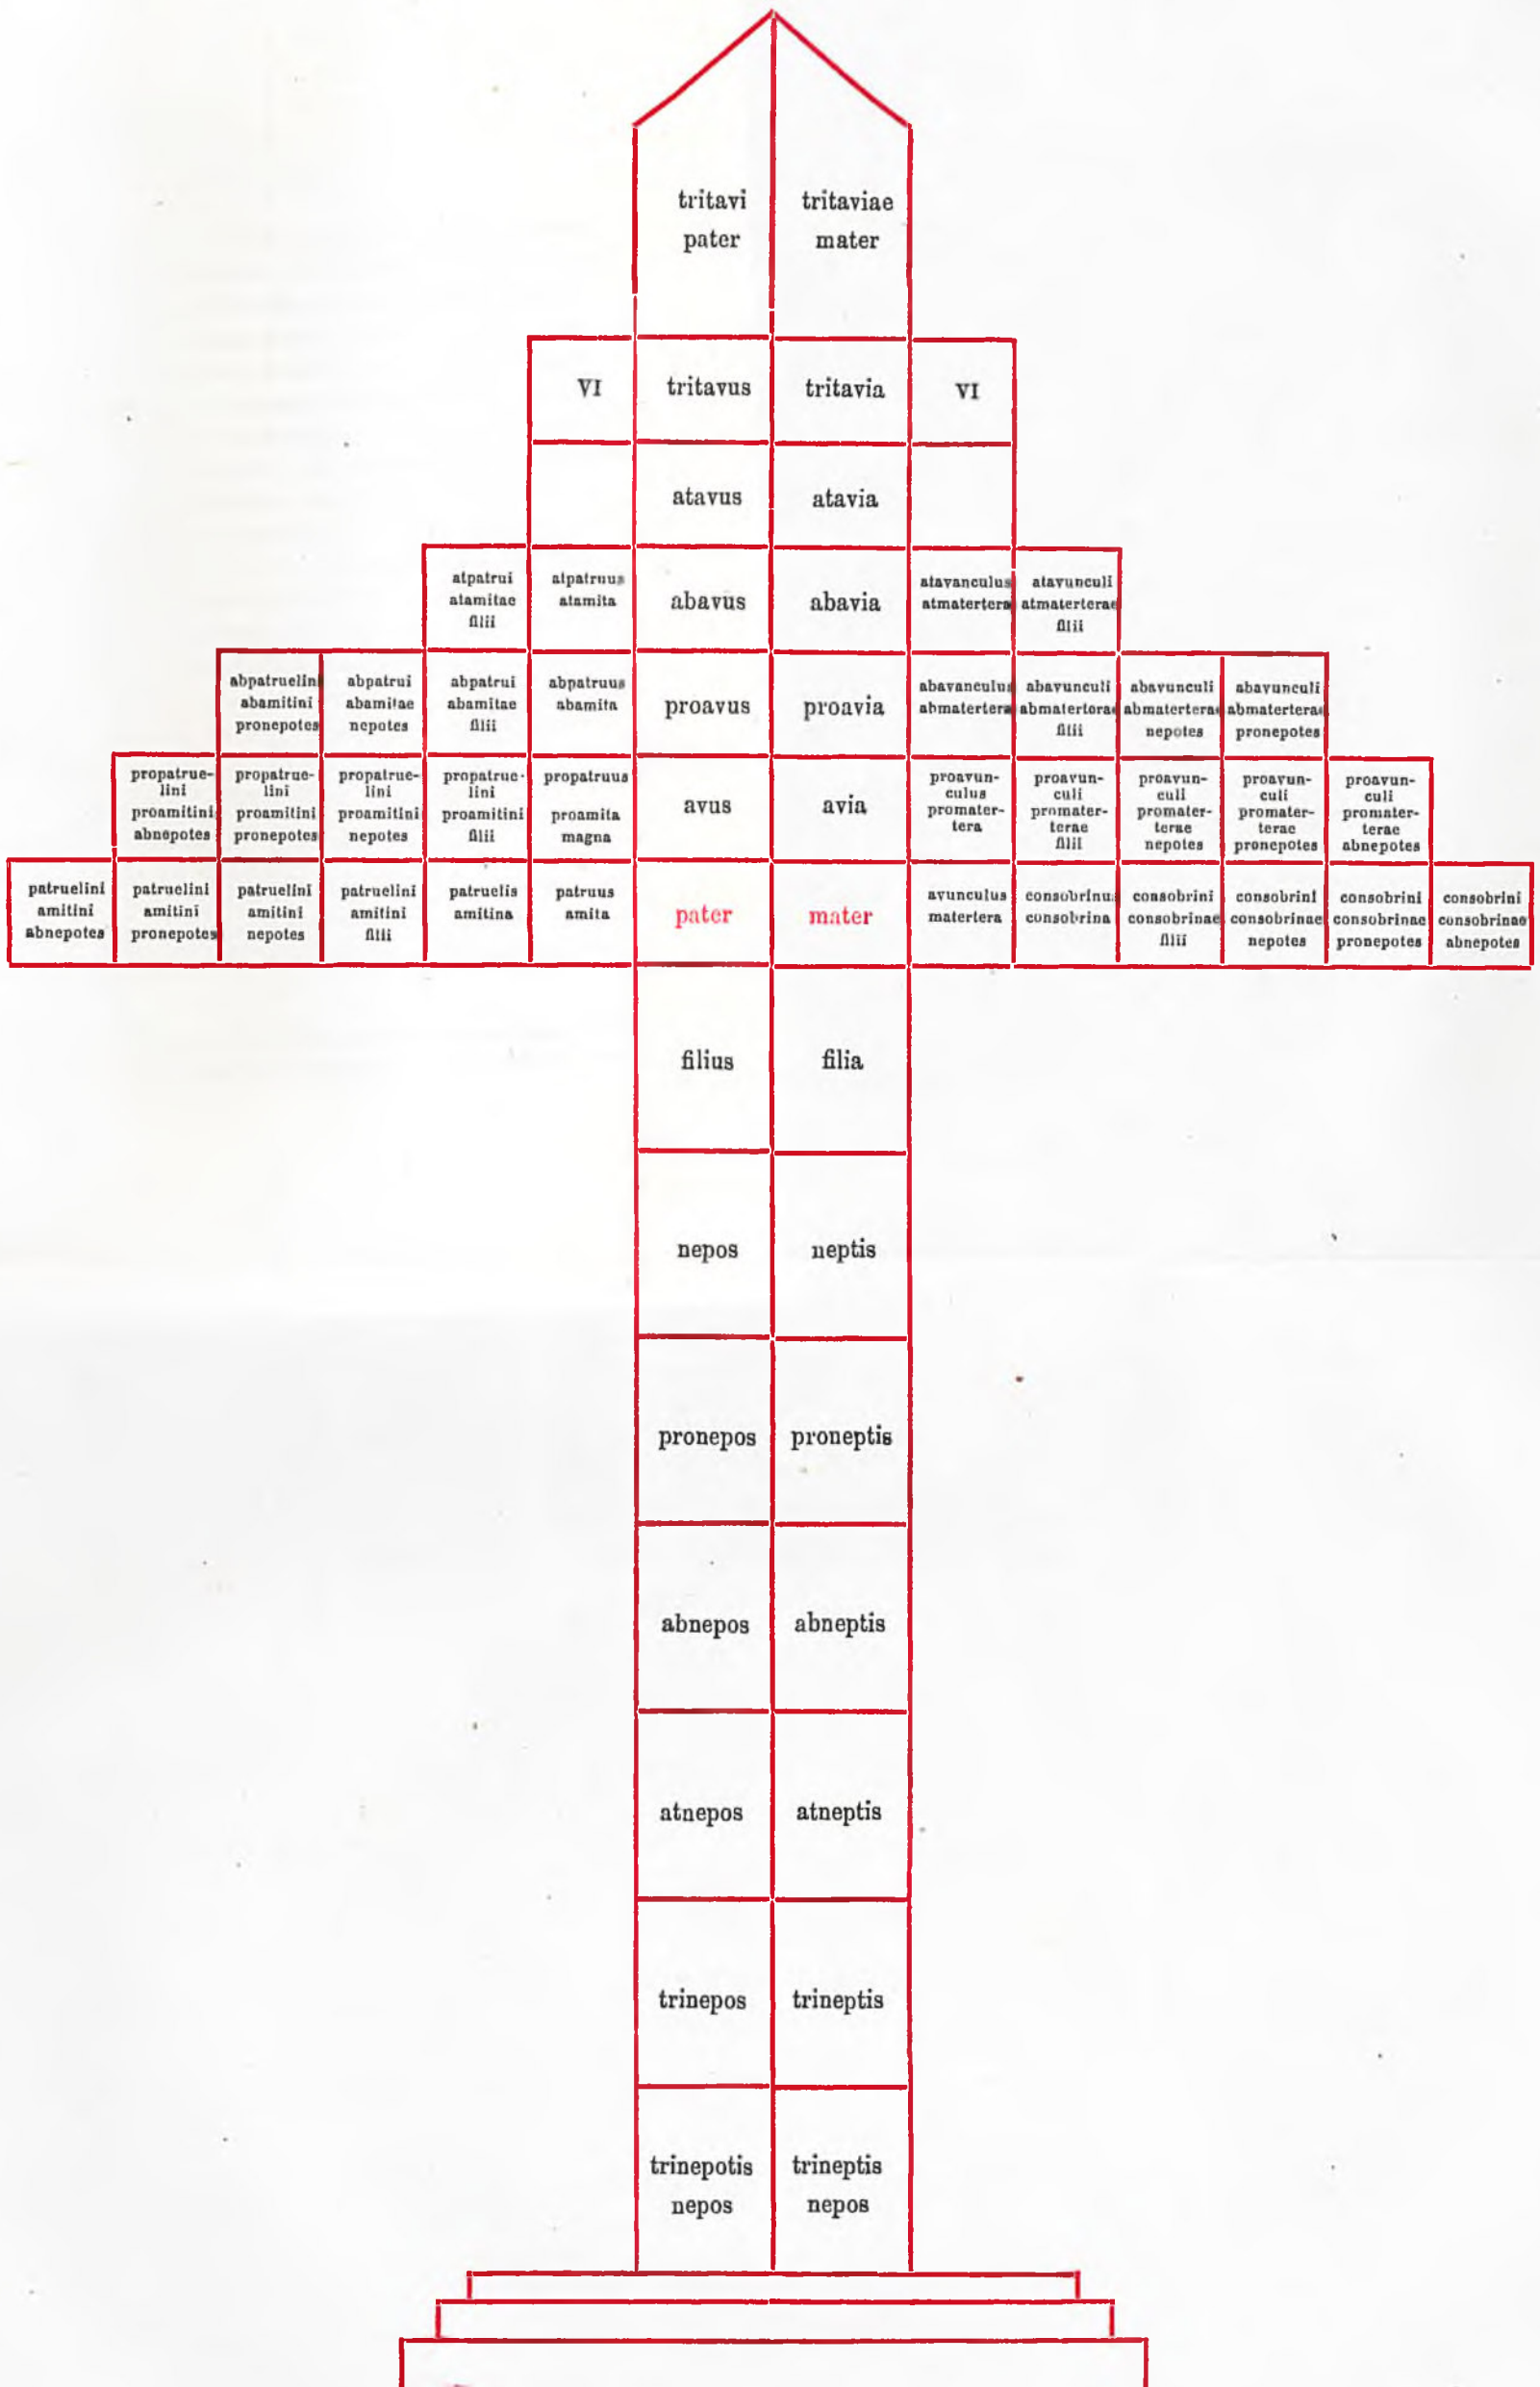 tritavi
pater
tritaviae
mater
VI
tritavus
tritavia
VI
atavus
atavia
atpatrui
atamitae
filii
atpatruus
atamita
abavus
abavia
atavanculus
atmatertera
atavunculi
atmaterterae
filii
abpatruelini
abamitini
pronepotes
abpatrui
abamitae
nepotes
abpatrui
abamitae
filii
abpatruus
abamita
proavus
proavia
abavanculus
abmatertera
abavunculi
abmaterterae
filii
abavunculi
abmaterterae
nepotes
abavunculi
abmaterterae
pronepotes
propatrue-
lini
proamitini
abnepotes
propatrue-
lini
proamitini
pronepotes
propatrue-
lini
proamitini
nepotes
propatrue-
lini
proamitini
filii
propatruus
proamita
magna
avus
avia
proavun-
culus
promater-
tera
proavun-
culi
promater-
terae
filii
proavun-
culi
promater-
terae
nepotes
proavun-
culi
promater-
terae
pronepotes
proavun-
culi
promater-
terae
abnepotes
patruelini
amitini
abnepotes
patruelini
amitini
pronepotes
patruelini
amitini
nepotes
patruelini
amitini
filii
patruelis
amitina
patruus
amita
pater
mater
avunculus
matertera
consobrinus
consobrina
consobrini
consobrinae
filii
consobrini
consobrinae
nepotes
consobrini
consobrinae
pronepotes
consobrini
consobrinae
abnepotes
filius
filia
nepos
neptis
pronepos
proneptis
abnepos
abneptis
atnepos
atneptis
trinepos
trineptis
trinepotis
nepos
trineptis
nepos